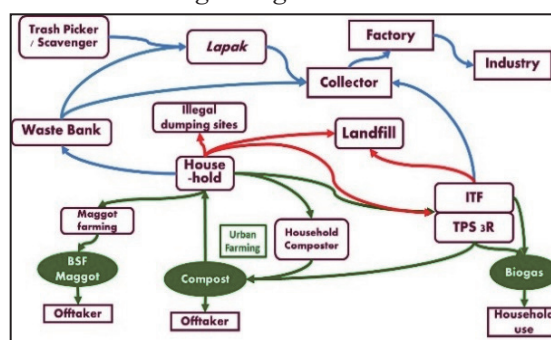 Trash Picker
/ Scavenger
Lapak
Factory
Industry
Collector
Waste Bank
Illegal
dumping sites
Landfill
House
-hold
ITF
TPS 3R
Maggot
farming
Urban
Farming
Household
Composter
BSF
Maggot
Compost
Biogas
Offtaker
Offtaker
Household
use